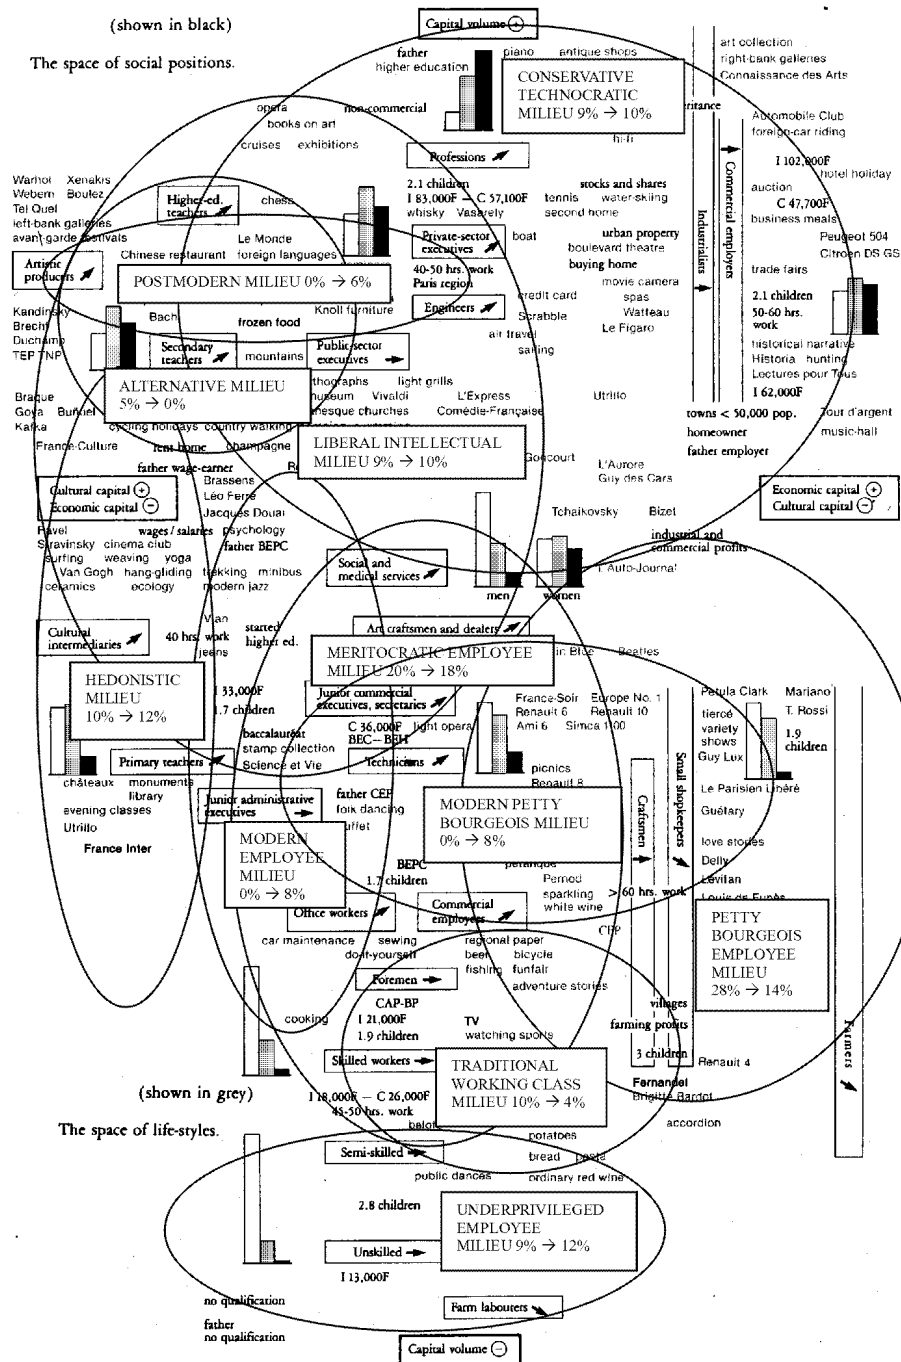 (shown in black)
Capital volume +
The space of social positions.
father
higher education
piano antique shops
art collection
right-bank galleries
Connaissance des Arts
CONSERVATIVE
TECHNOCRATIC
MILIEU 9% → 10%
opera
non-commercial
books on art
cruises exhibitions
hi-fi
Automobile Club
foreign-car riding
I 102,000F
hotel holiday
Professions
Warhol Xenakis
Webern Boulez
Tel Quel
left-bank galleries
avant-garde festivals
Higher-ed.
teachers
chess
2.1 children
I 83,000F – C 57,100F
whisky Vasarely
stocks and shares
tennis water-skiing
second home
auction
C 47,700F
business meals
Industrialists
Commercial employers
Le Monde
foreign languages
Chinese restaurant
Private-sector
executives
boat
urban property
boulevard theatre
buying home
Peugeot 504
Citroën DS GS
Artistic
producers
POSTMODERN MILIEU 0% → 6%
40-50 hrs. work
Paris region
movie camera
spas
Watteau
Le Figaro
trade fairs
2.1 children
50-60 hrs.
work
Kandinsky
Brecht
Duchamp
TEP TNP
Bach
frozen food
Knoll furniture
Engineers
credit card
Scrabble
air travel
sailing
historical narrative
Historia hunting
Lectures pour Tous
I 62,000F
Secondary
teachers
mountains
Public-sector
executives
ALTERNATIVE MILIEU
5% → 0%
light grills
Vivaldi
L'Express
Comédie-Française
Utrillo
Braque
Goya Buñuel
Kafka
cycling holidays country walking
towns < 50,000 pop.
homeowner
father employer
Tour d'argent
music-hall
France-Culture
rent home
champagne
LIBERAL INTELLECTUAL
MILIEU 9% → 10%
father wage-earner
Goncourt
L'Aurore
Guy des Cars
Cultural capital +
Economic capital −
Brassens
Léo Ferré
Jacques Douai
Economic capital +
Cultural capital −
Ravel
Stravinsky cinema club
surfing weaving yoga
Van Gogh hang-gliding trekking minibus
ceramics ecology modern jazz
wages / salaries psychology
father BEPC
Tchaikovsky Bizet
industrial and
commercial profits
L'Auto-Journal
Social and
medical services
men women
Cultural
intermediaries
40 hrs. work
Vian
jeans
started
higher ed.
Art craftsmen and dealers
MERITOCRATIC EMPLOYEE
MILIEU 20% → 18%
Beatles
HEDONISTIC
MILIEU
10% → 12%
I 33,000F
1.7 children
Junior commercial
executives, secretaries
C 36,000F light opera
BEC – BEH
France-Soir Europe No. 1
Renault 6 Renault 10
Ami 6 Simca 1100
Petula Clark Mariano
tiercé
variety
shows
Guy Lux
T. Rossi
1.9
children
baccalauréat
stamp collection
Science et Vie
Primary teachers
Technicians
picnics
Renault 8
Craftsmen
Small shopkeepers
Farmers
châteaux monuments
library
evening classes
Utrillo
France Inter
Junior administrative
executives
father CEP
folk dancing
Le Parisien Libéré
Guétary
MODERN PETTY
BOURGEOIS MILIEU
0% → 8%
MODERN
EMPLOYEE
MILIEU
0% → 8%
love stories
Delly
Lévitan
Louis de Funès
BEPC
1.7 children
pétanque
Pernod
sparkling
white wine
> 60 hrs. work
CEP
Office workers
Commercial
employees
PETTY
BOURGEOIS
EMPLOYEE
MILIEU
28% → 14%
car maintenance sewing
do-it-yourself
regional paper
beer bicycle
fishing funfair
adventure stories
Foremen
cooking
CAP-BP
I 21,000F
1.9 children
TV
watching sports
villages
farming profits
3 children
Renault 4
Skilled workers
TRADITIONAL
WORKING CLASS
MILIEU 10% → 4%
Fernandel
Brigitte Bardot
accordion
(shown in grey)
I 18,000F – C 26,000F
45-50 hrs. work
The space of life-styles.
potatoes
bread pasta
ordinary red wine
Semi-skilled
public dances
2.8 children
UNDERPRIVILEGED
EMPLOYEE
MILIEU 9% → 12%
Unskilled
I 13,000F
no qualification
father
no qualification
Farm labourers
Capital volume −